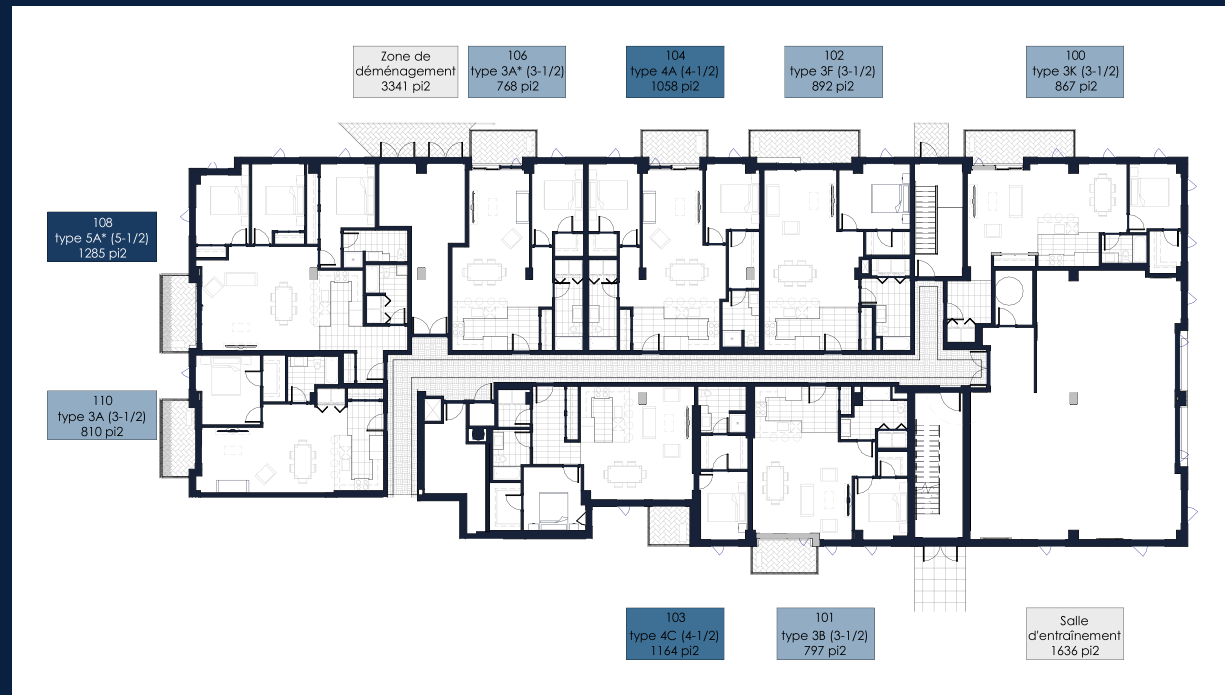 Zone de
déménagement
3341 pi2
106
type 3A* (3-1/2)
768 pi2
104
type 4A (4-1/2)
1058 pi2
102
type 3F (3-1/2)
892 pi2
100
type 3K (3-1/2)
867 pi2
108
type 5A* (5-1/2)
1285 pi2
110
type 3A (3-1/2)
810 pi2
103
type 4C (4-1/2)
1164 pi2
101
type 3B (3-1/2)
797 pi2
Salle
d'entraînement
1636 pi2